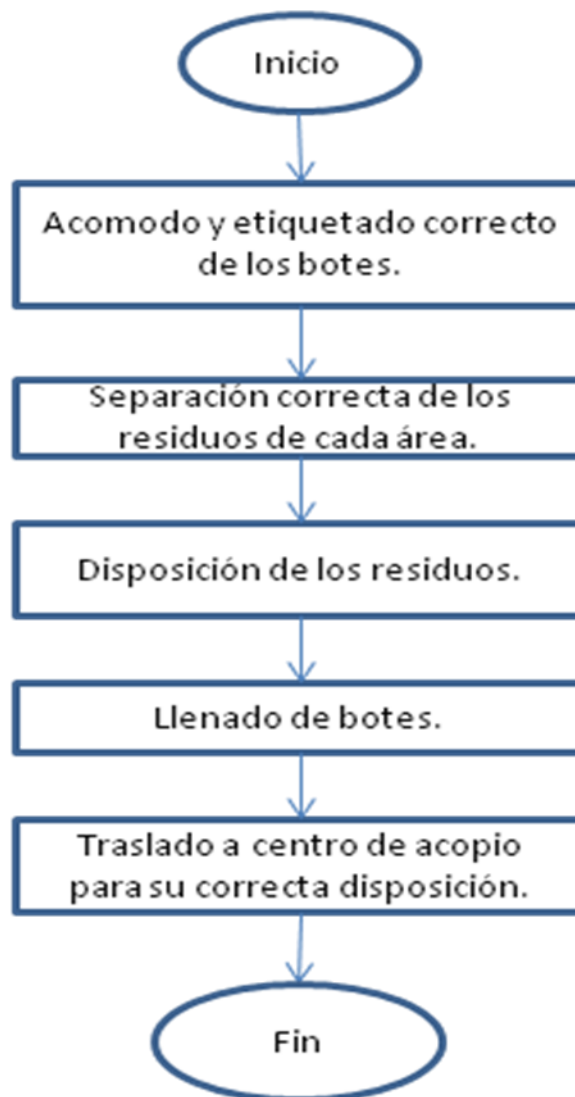 Inicio
Acomodo y etiquetado correcto
de los botes.
Separación correcta de los
residuos de cada área.
Disposición de los residuos.
Llenado de botes.
Traslado a centro de acopio
para su correcta disposición.
Fin